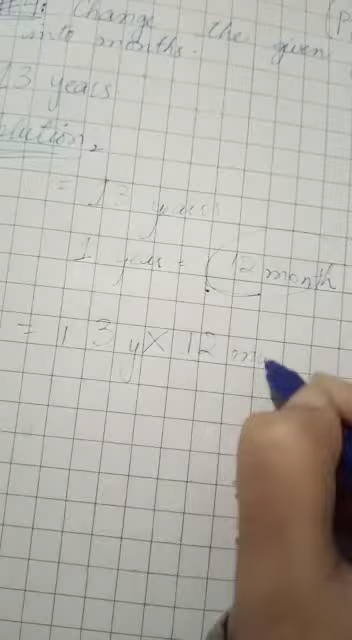 Change the given
into months.
13 years
Solution,
= 13 years
1 year = 12 month
= 13 y X 12 m